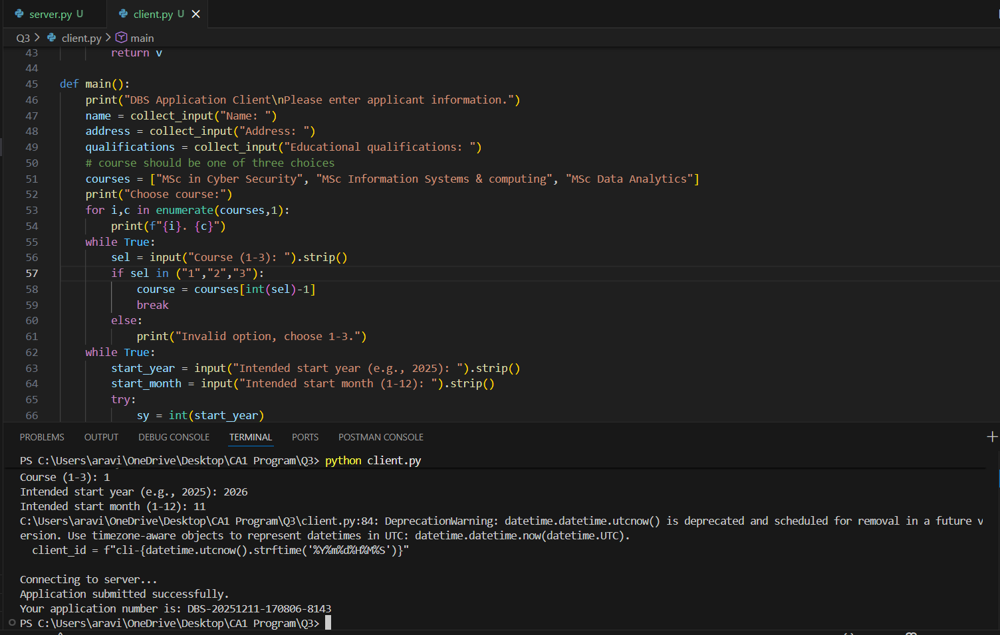 server.py U client.py U
Q3 > client.py > main
43 return v
44
45 def main():
46 print("DBS Application Client\nPlease enter applicant information.")
47 name = collect_input("Name: ")
48 address = collect_input("Address: ")
49 qualifications = collect_input("Educational qualifications: ")
50 # course should be one of three choices
51 courses = ["MSc in Cyber Security", "MSc Information Systems & computing", "MSc Data Analytics"]
52 print("Choose course:")
53 for i,c in enumerate(courses,1):
54 print(f"{i}. {c}")
55 while True:
56 sel = input("Course (1-3): ").strip()
57 if sel in ("1","2","3"):
58 course = courses[int(sel)-1]
59 break
60 else:
61 print("Invalid option, choose 1-3.")
62 while True:
63 start_year = input("Intended start year (e.g., 2025): ").strip()
64 start_month = input("Intended start month (1-12): ").strip()
65 try:
66 sy = int(start_year)
PROBLEMS OUTPUT DEBUG CONSOLE TERMINAL PORTS POSTMAN CONSOLE
PS C:\Users\aravi\OneDrive\Desktop\CA1 Program\Q3> python client.py
Course (1-3): 1
Intended start year (e.g., 2025): 2026
Intended start month (1-12): 11
C:\Users\aravi\OneDrive\Desktop\CA1 Program\Q3\client.py:84: DeprecationWarning: datetime.datetime.utcnow() is deprecated and scheduled for removal in a future v
ersion. Use timezone-aware objects to represent datetimes in UTC: datetime.datetime.now(datetime.UTC).
client_id = f"cli-{datetime.utcnow().strftime('%Y%m%d%H%M%S')}"
Connecting to server...
Application submitted successfully.
Your application number is: DBS-20251211-170806-8143
PS C:\Users\aravi\OneDrive\Desktop\CA1 Program\Q3>